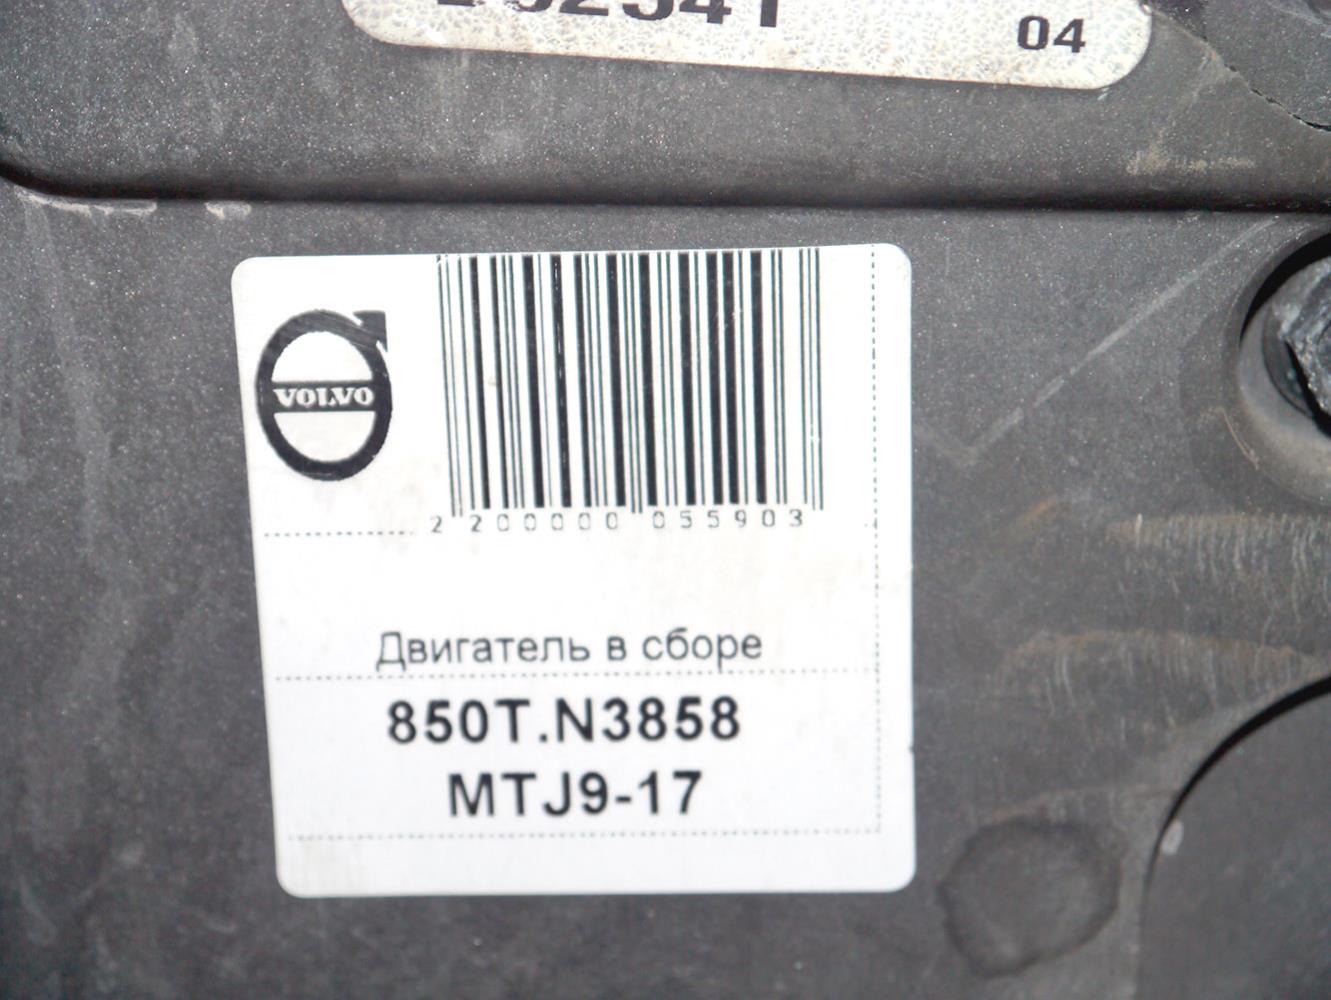 04
VOLVO
2 200000 055903
Двигатель в сборе
850T.N3858
MTJ9-17